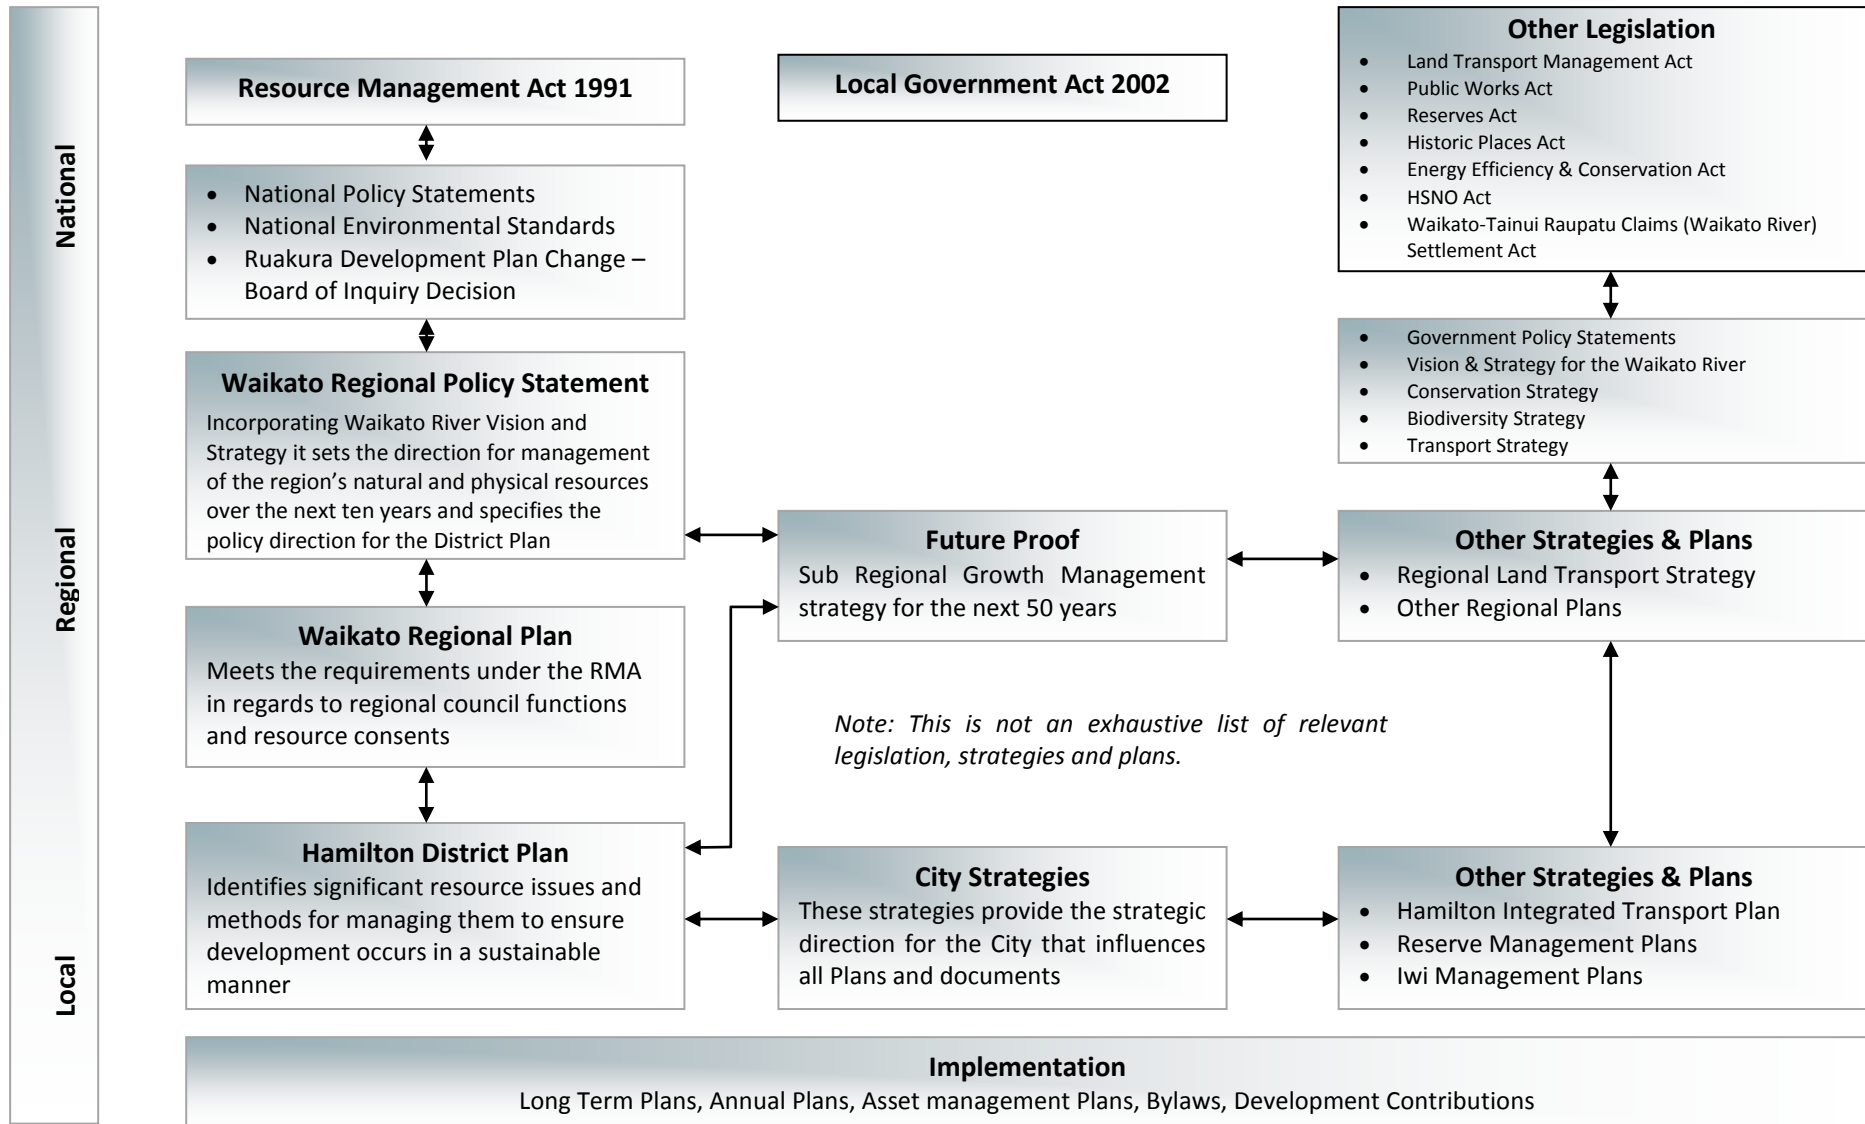 National
Regional
Local
Resource Management Act 1991
• National Policy Statements
• National Environmental Standards
• Ruakura Development Plan Change –
Board of Inquiry Decision
Waikato Regional Policy Statement
Incorporating Waikato River Vision and
Strategy it sets the direction for management
of the region’s natural and physical resources
over the next ten years and specifies the
policy direction for the District Plan
Waikato Regional Plan
Meets the requirements under the RMA
in regards to regional council functions
and resource consents
Hamilton District Plan
Identifies significant resource issues and
methods for managing them to ensure
development occurs in a sustainable
manner
Local Government Act 2002
Future Proof
Sub Regional Growth Management
strategy for the next 50 years
Note: This is not an exhaustive list of relevant
legislation, strategies and plans.
City Strategies
These strategies provide the strategic
direction for the City that influences
all Plans and documents
Other Legislation
• Land Transport Management Act
• Public Works Act
• Reserves Act
• Historic Places Act
• Energy Efficiency & Conservation Act
• HSNO Act
• Waikato-Tainui Raupatu Claims (Waikato River)
Settlement Act
• Government Policy Statements
• Vision & Strategy for the Waikato River
• Conservation Strategy
• Biodiversity Strategy
• Transport Strategy
Other Strategies & Plans
• Regional Land Transport Strategy
• Other Regional Plans
Other Strategies & Plans
• Hamilton Integrated Transport Plan
• Reserve Management Plans
• Iwi Management Plans
Implementation
Long Term Plans, Annual Plans, Asset management Plans, Bylaws, Development Contributions